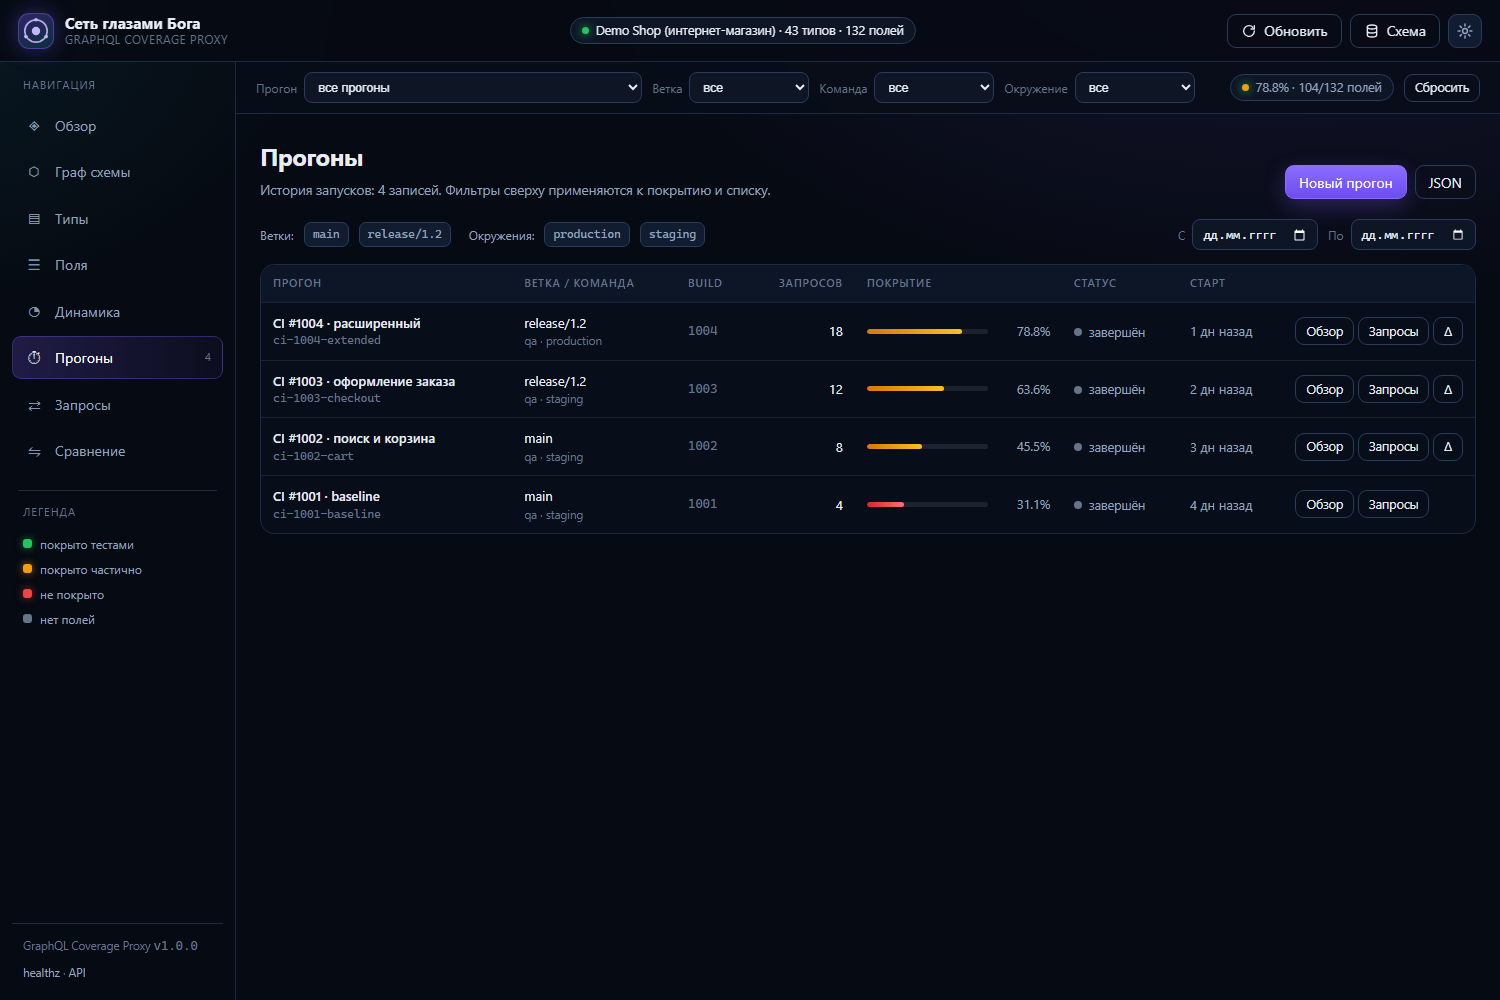 Сеть глазами Бога
GRAPHQL COVERAGE PROXY
Demo Shop (интернет-магазин) · 43 типов · 132 полей
Обновить
Схема
НАВИГАЦИЯ
Обзор
Граф схемы
Типы
Поля
Динамика
Прогоны 4
Запросы
Сравнение
ЛЕГЕНДА
покрыто тестами
покрыто частично
не покрыто
нет полей
GraphQL Coverage Proxy v1.0.0
healthz · API
Прогон все прогоны Ветка все Команда все Окружение все 78.8% · 104/132 полей Сбросить
Прогоны
История запусков: 4 записей. Фильтры сверху применяются к покрытию и списку.
Новый прогон JSON
Ветки: main release/1.2 Окружения: production staging С дд.мм.гггг По дд.мм.гггг
ПРОГОН ВЕТКА / КОМАНДА BUILD ЗАПРОСОВ ПОКРЫТИЕ СТАТУС СТАРТ
CI #1004 · расширенный release/1.2 1004 18 78.8% завершён 1 дн назад Обзор Запросы Δ
ci-1004-extended qa · production
CI #1003 · оформление заказа release/1.2 1003 12 63.6% завершён 2 дн назад Обзор Запросы Δ
ci-1003-checkout qa · staging
CI #1002 · поиск и корзина main 1002 8 45.5% завершён 3 дн назад Обзор Запросы Δ
ci-1002-cart qa · staging
CI #1001 · baseline main 1001 4 31.1% завершён 4 дн назад Обзор Запросы
ci-1001-baseline qa · staging